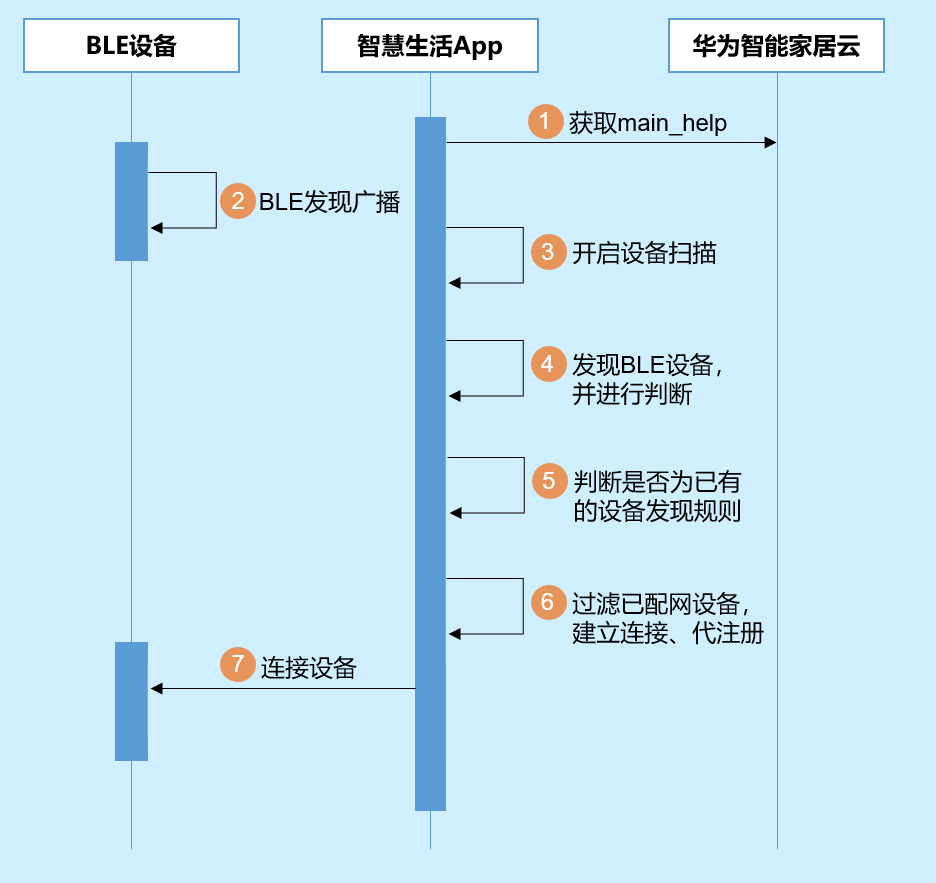 BLE设备
智慧生活App
华为智能家居云
1 获取main_help
2 BLE发现广播
3 开启设备扫描
4 发现BLE设备，
并进行判断
5 判断是否为已有
的设备发现规则
6 过滤已配网设备，
建立连接、代注册
7 连接设备